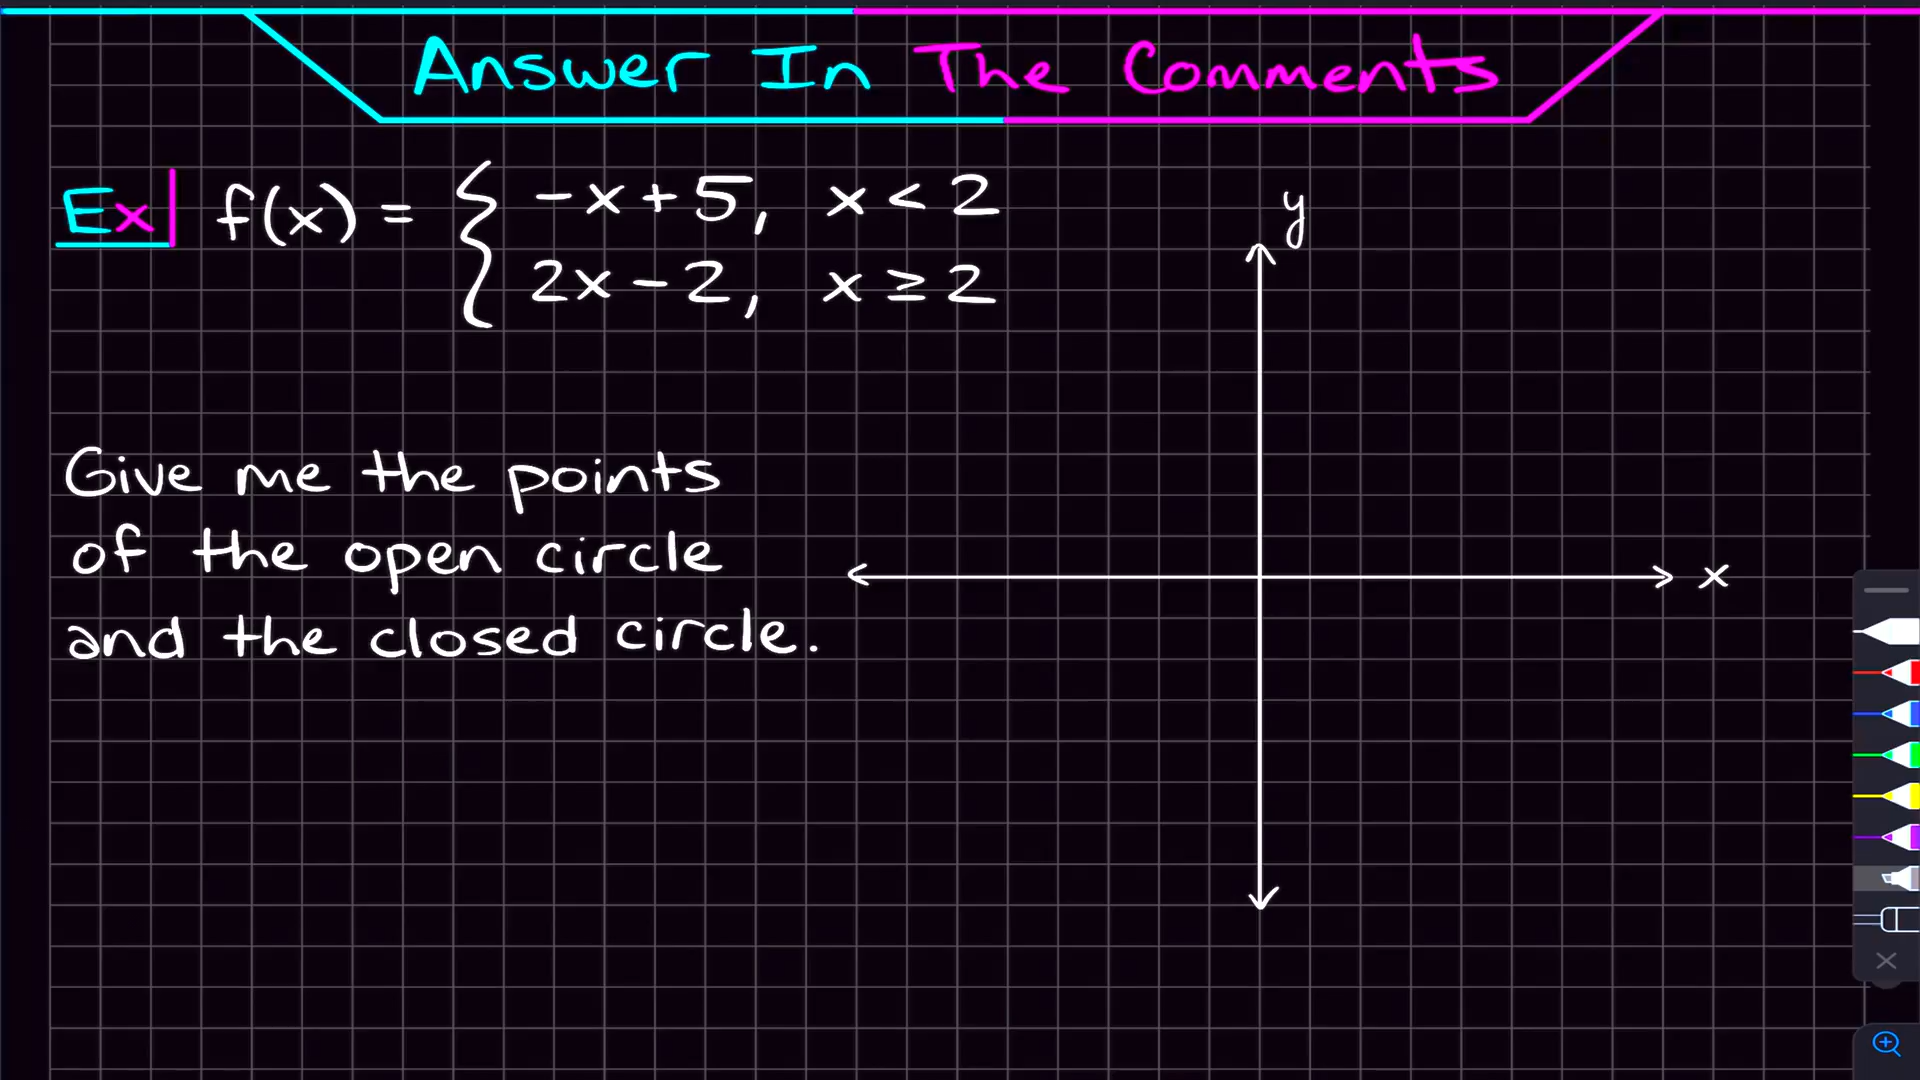 Answer In The Comments
Ex f(x) = { -x+5, x < 2
2x-2, x ≥ 2
y
Give me the points
of the open circle
x
and the closed circle.